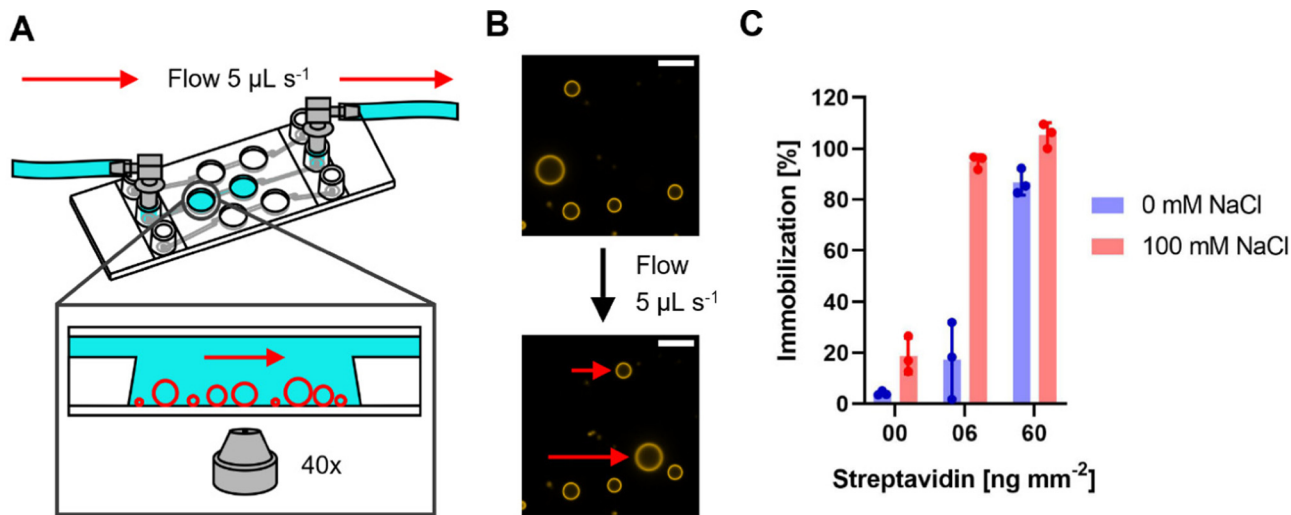 A
Flow 5 µL s⁻¹
40x
B
Flow
5 µL s⁻¹
C
Immobilization [%]
120
100
80
60
40
20
0
00 06 60
Streptavidin [ng mm⁻²]
0 mM NaCl
100 mM NaCl